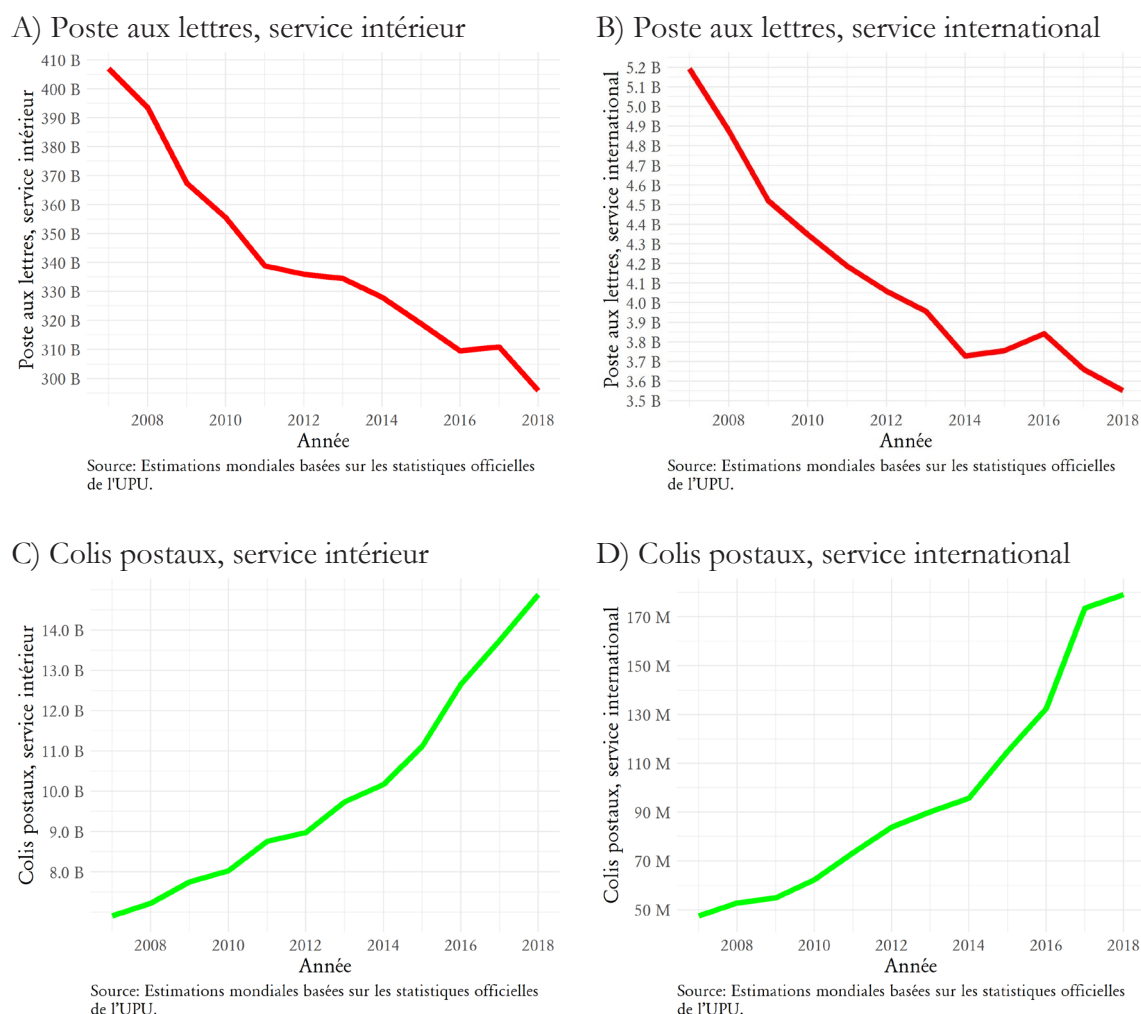 A) Poste aux lettres, service intérieur
Poste aux lettres, service intérieur
410 B
400 B
390 B
380 B
370 B
360 B
350 B
340 B
330 B
320 B
310 B
300 B
2008
2010
2012
2014
2016
2018
Année
Source: Estimations mondiales basées sur les statistiques officielles
de l'UPU.
B) Poste aux lettres, service international
Poste aux lettres, service international
5.2 B
5.1 B
5.0 B
4.9 B
4.8 B
4.7 B
4.6 B
4.5 B
4.4 B
4.3 B
4.2 B
4.1 B
4.0 B
3.9 B
3.8 B
3.7 B
3.6 B
3.5 B
2008
2010
2012
2014
2016
2018
Année
Source: Estimations mondiales basées sur les statistiques officielles
de l'UPU.
C) Colis postaux, service intérieur
Colis postaux, service intérieur
14.0 B
13.0 B
12.0 B
11.0 B
10.0 B
9.0 B
8.0 B
2008
2010
2012
2014
2016
2018
Année
Source: Estimations mondiales basées sur les statistiques officielles
de l'UPU.
D) Colis postaux, service international
Colis postaux, service international
170 M
150 M
130 M
110 M
90 M
70 M
50 M
2008
2010
2012
2014
2016
2018
Année
Source: Estimations mondiales basées sur les statistiques officielles
de l'UPU.